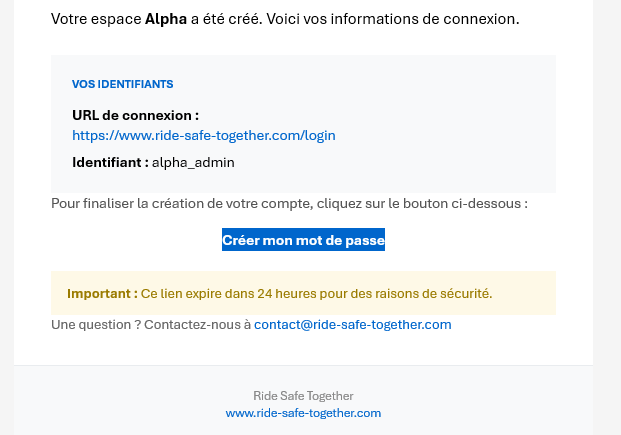 Votre espace Alpha a été créé. Voici vos informations de connexion.
VOS IDENTIFIANTS
URL de connexion :
https://www.ride-safe-together.com/login
Identifiant : alpha_admin
Pour finaliser la création de votre compte, cliquez sur le bouton ci-dessous :
Créer mon mot de passe
Important : Ce lien expire dans 24 heures pour des raisons de sécurité.
Une question ? Contactez-nous à contact@ride-safe-together.com
Ride Safe Together
www.ride-safe-together.com